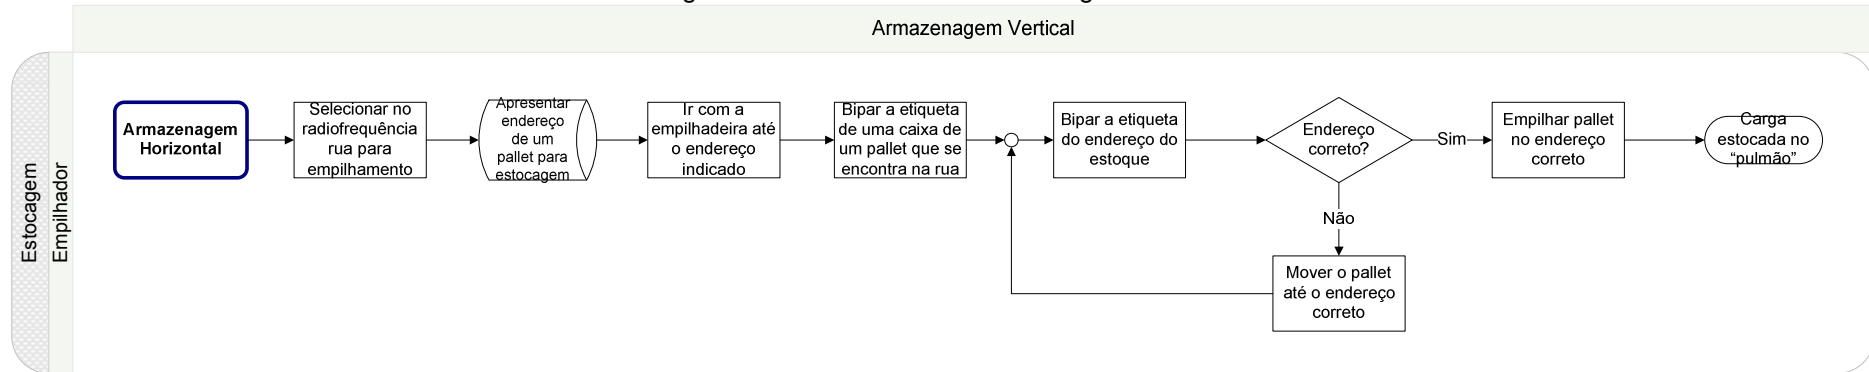 Armazenagem Vertical
Estocagem
Empilhador
Armazenagem
Horizontal
Selecionar no
radiofrequência
rua para
empilhamento
Apresentar
endereço
de um
pallet para
estocagem
Ir com a
empilhadeira até
o endereço
indicado
Bipar a etiqueta
de uma caixa de
um pallet que se
encontra na rua
Bipar a etiqueta
do endereço do
estoque
Endereço
correto?
Sim
Empilhar pallet
no endereço
correto
Carga
estocada no
“pulmão”
Não
Mover o pallet
até o endereço
correto